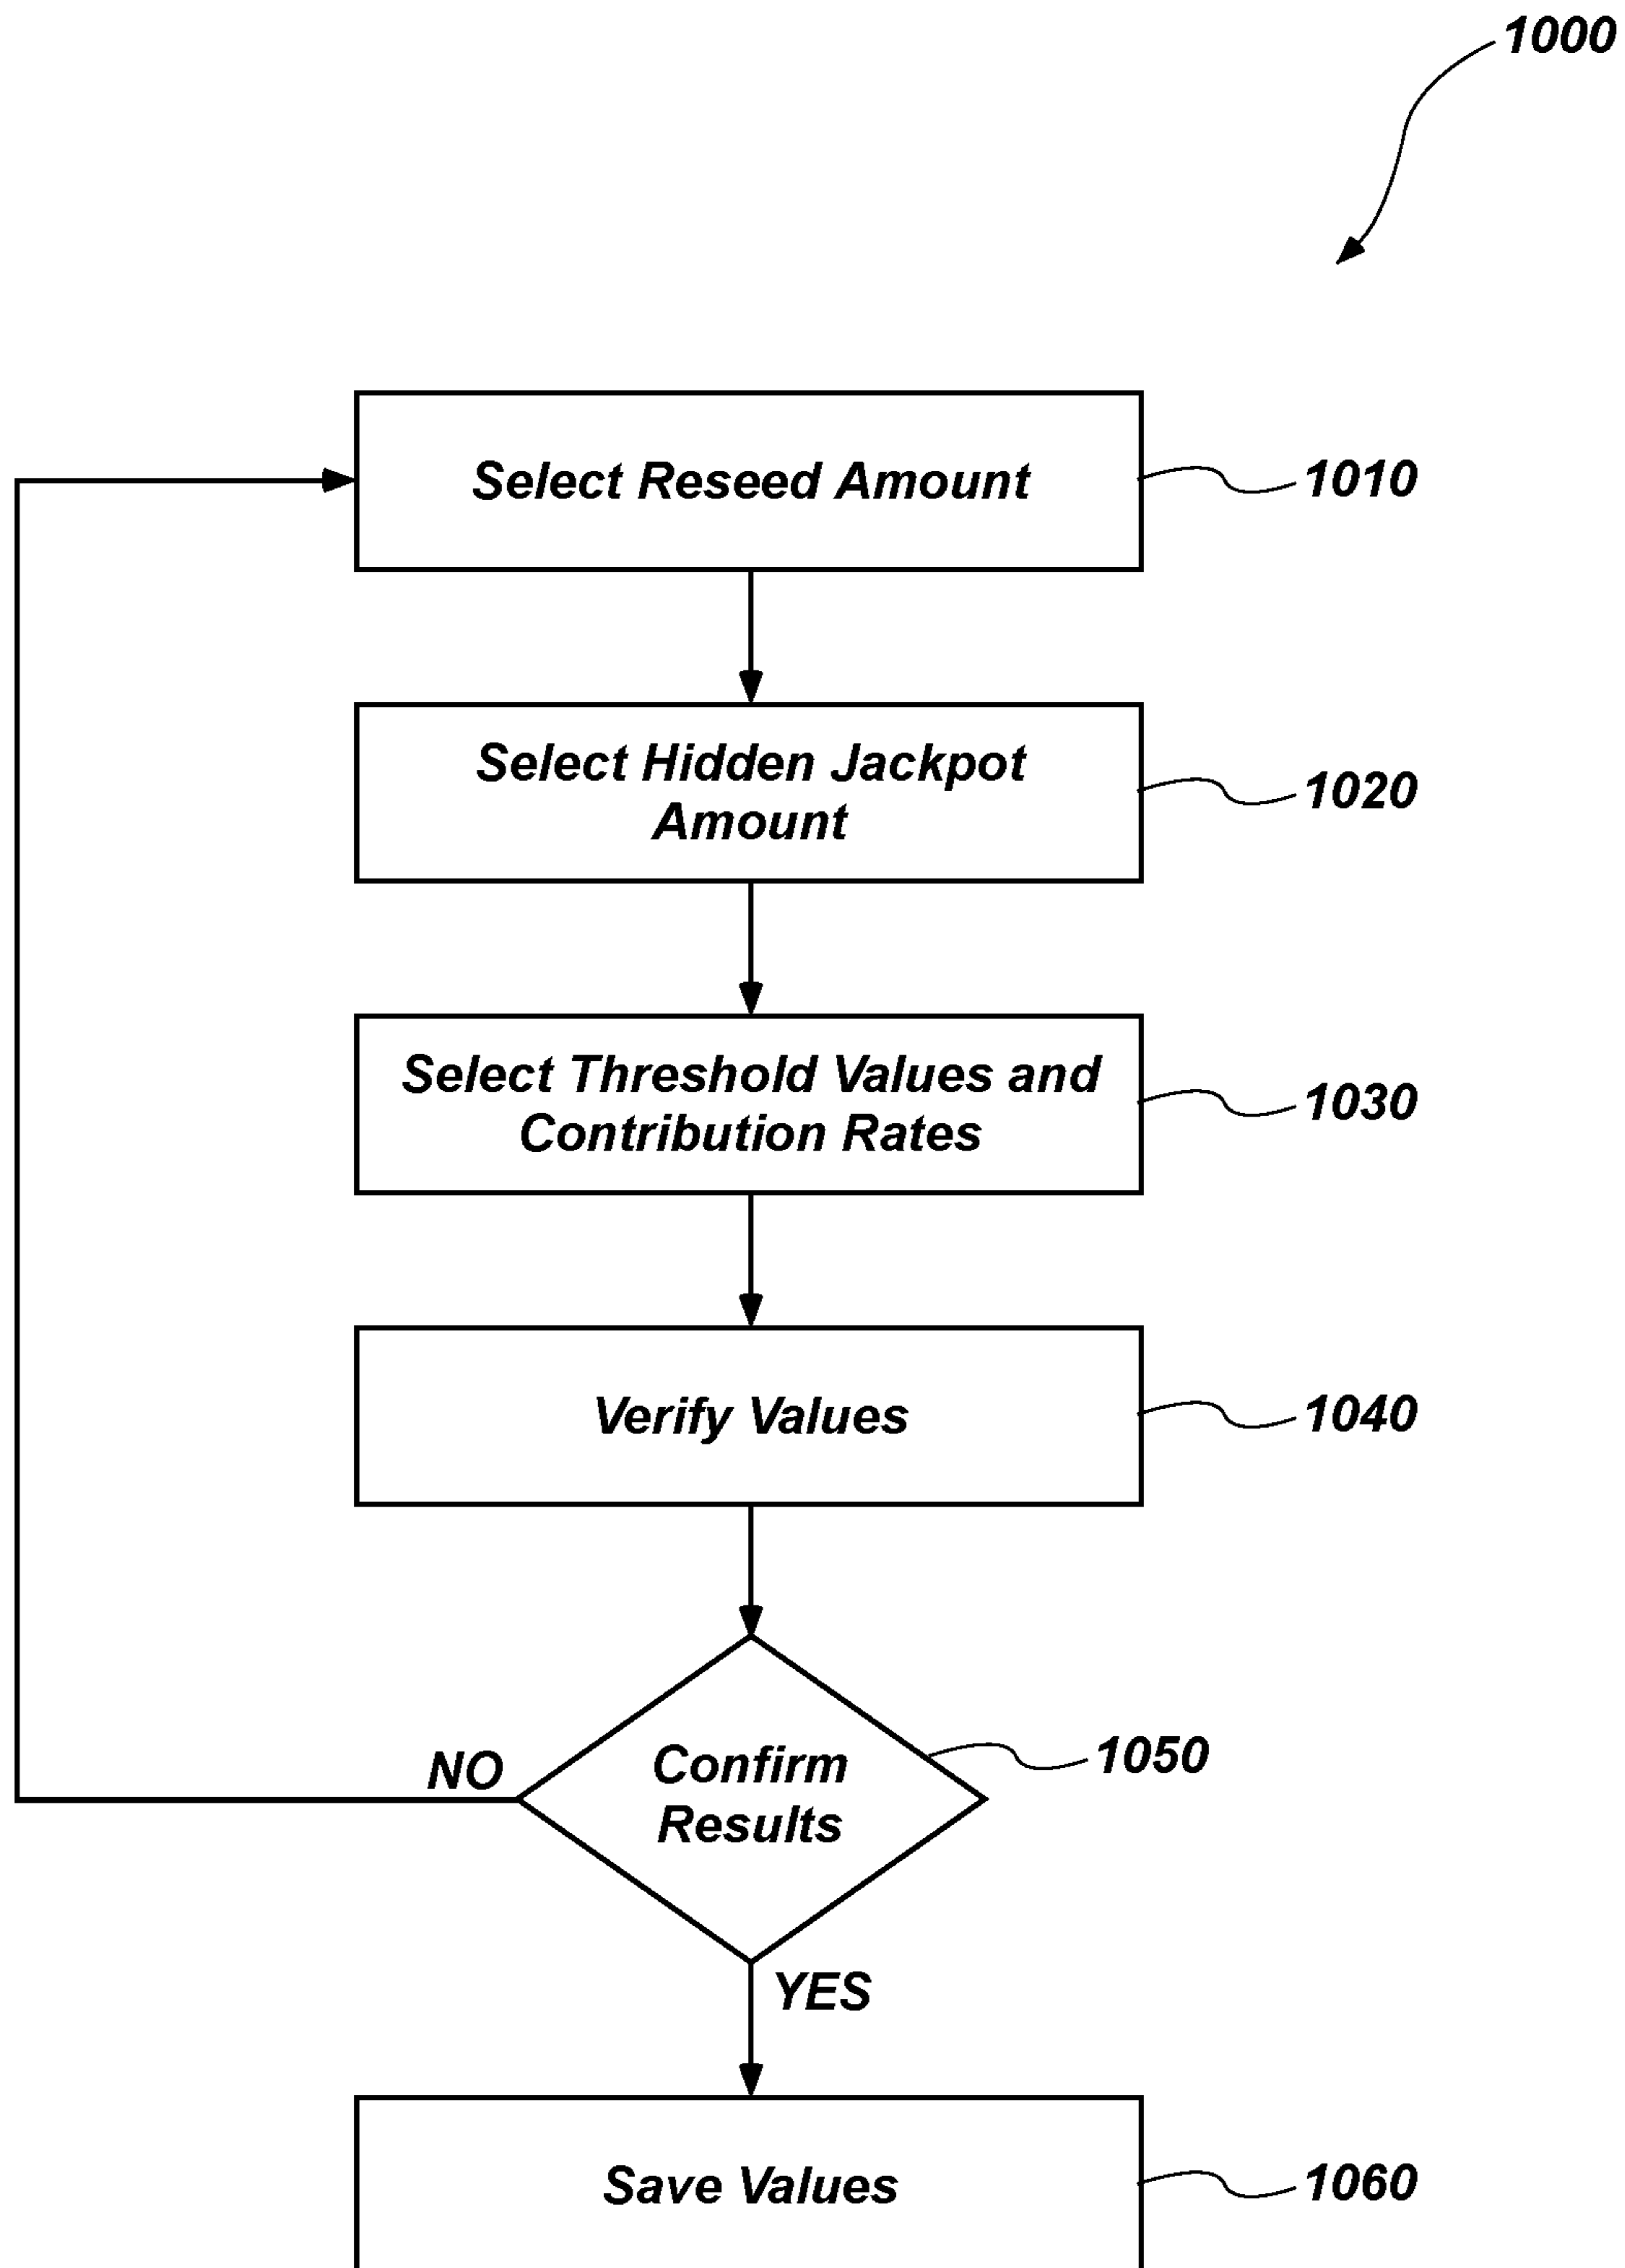 1000
Select Reseed Amount
1010
Select Hidden Jackpot
Amount
1020
Select Threshold Values and
Contribution Rates
1030
Verify Values
1040
NO
Confirm
Results
1050
YES
Save Values
1060